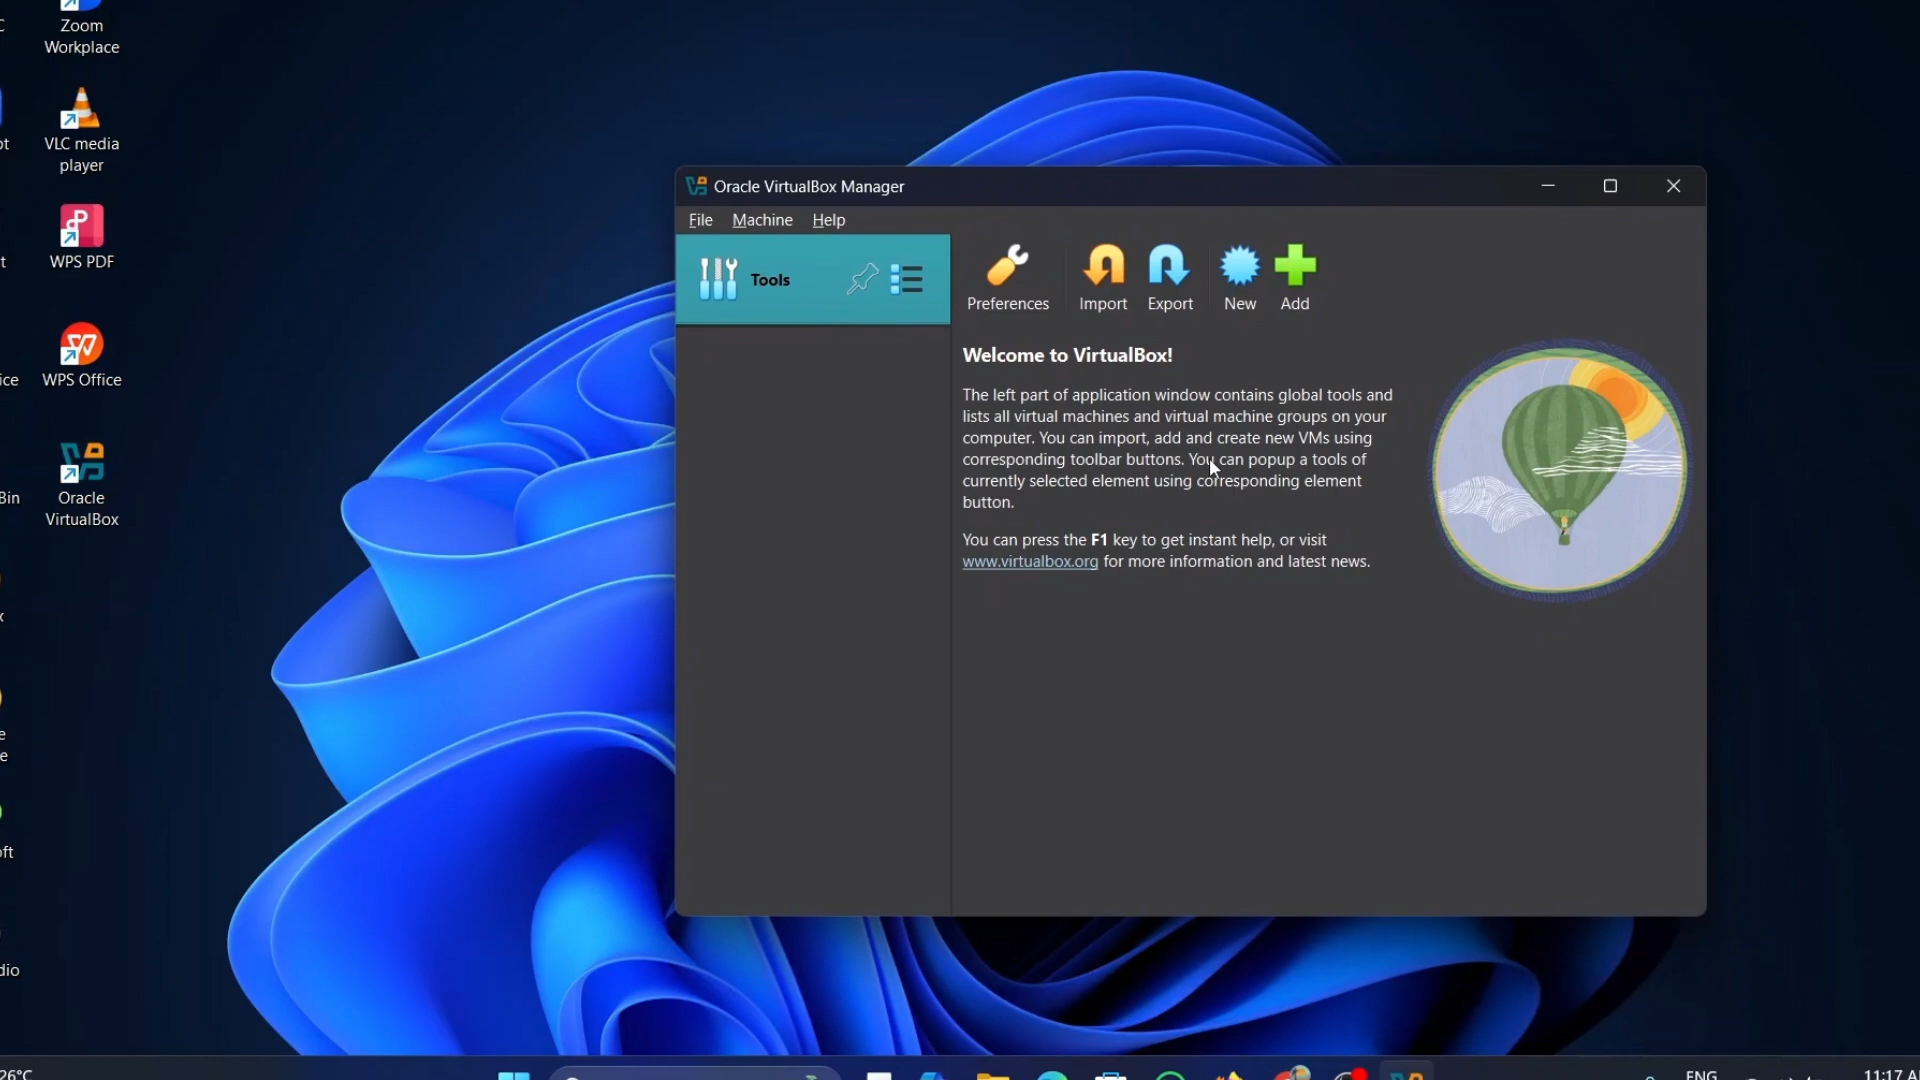 Zoom
Workplace
VLC media
player
WPS PDF
WPS Office
Oracle
VirtualBox
Oracle VirtualBox Manager
File Machine Help
Tools
Preferences Import Export New Add
Welcome to VirtualBox!
The left part of application window contains global tools and
lists all virtual machines and virtual machine groups on your
computer. You can import, add and create new VMs using
corresponding toolbar buttons. You can popup a tools of
currently selected element using corresponding element
button.
You can press the F1 key to get instant help, or visit
www.virtualbox.org for more information and latest news.
26°C
ENG
11:17 A